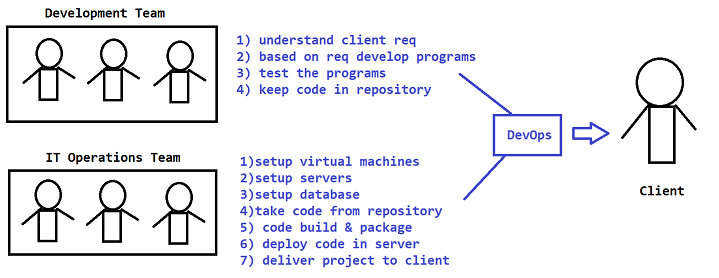 Development Team
1) understand client req
2) based on req develop programs
3) test the programs
4) keep code in repository
IT Operations Team
1)setup virtual machines
2)setup servers
3)setup database
4)take code from repository
5) code build & package
6) deploy code in server
7) deliver project to client
DevOps
Client